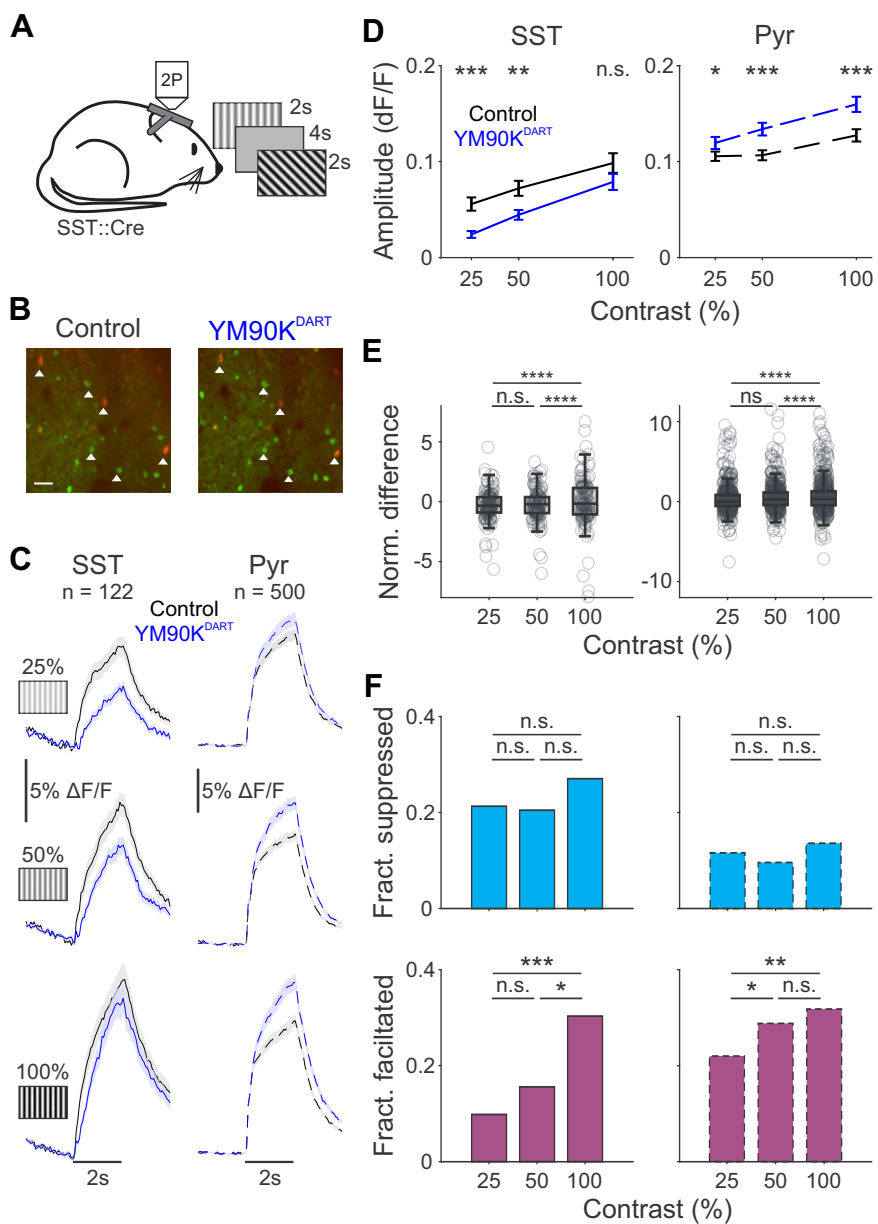 A
2P
2s
4s
2s
SST::Cre
B
Control
YM90K^DART
C
SST
n = 122
Pyr
n = 500
Control
YM90K^DART
25%
5% ΔF/F
5% ΔF/F
50%
100%
2s
2s
D
SST
Pyr
Amplitude (dF/F)
0.2
0.1
0
*** ** n.s.
Control
YM90K^DART
25 50 100
0.2
0.1
0
* *** ***
25 50 100
Contrast (%)
E
Norm. difference
5
0
-5
****
n.s. ****
25 50 100
10
0
-10
****
ns ****
25 50 100
Contrast (%)
F
Fract. suppressed
0.4
0.2
0
n.s.
n.s. n.s.
n.s.
n.s. n.s.
Fract. faciltated
0.4
0.2
0
***
n.s. *
25 50 100
**
* n.s.
25 50 100
Contrast (%)